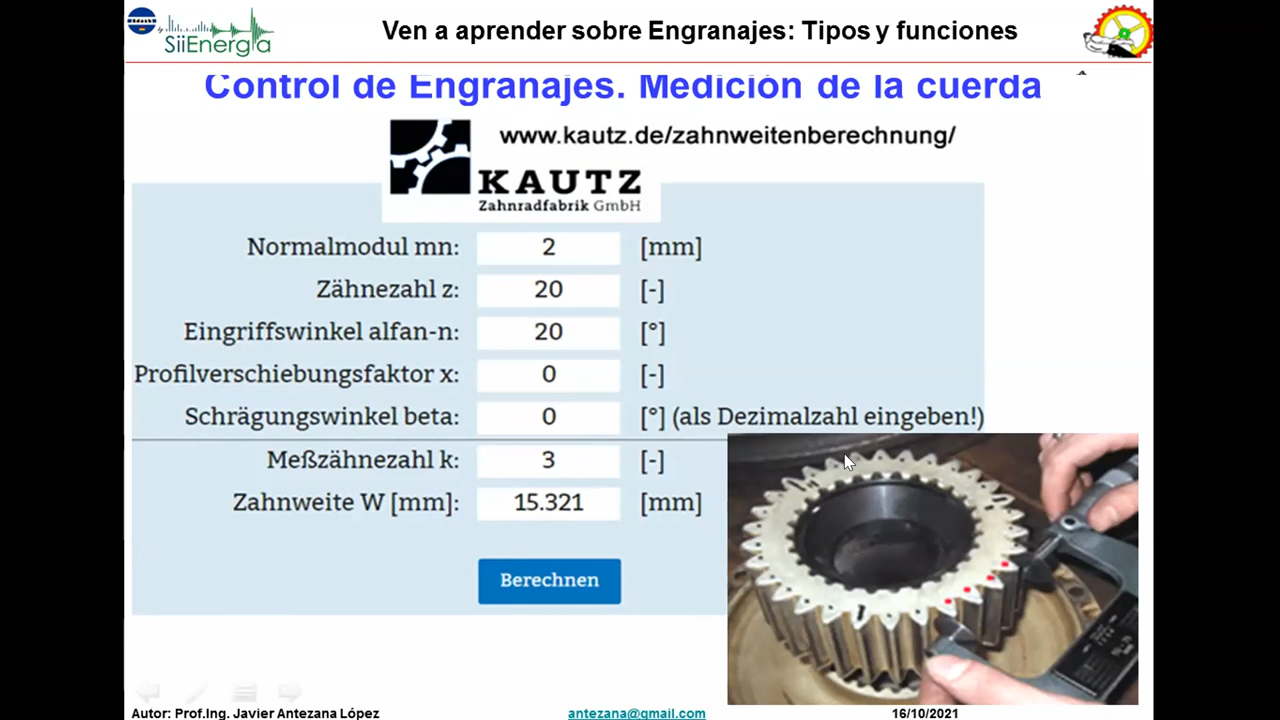 SiiEnergía
Ven a aprender sobre Engranajes: Tipos y funciones
Control de Engranajes. Medición de la cuerda
www.kautz.de/zahnweitenberechnung/
KAUTZ
Zahnradfabrik GmbH
Normalmodul mn: 2 [mm]
Zähnezahl z: 20 [-]
Eingriffswinkel alfan-n: 20 [°]
Profilverschiebungsfaktor x: 0 [-]
Schrägungswinkel beta: 0 [°] (als Dezimalzahl eingeben!)
Meßzähnezahl k: 3 [-]
Zahnweite W [mm]: 15.321 [mm]
Berechnen
Autor: Prof.Ing. Javier Antezana López antezana@gmail.com 16/10/2021